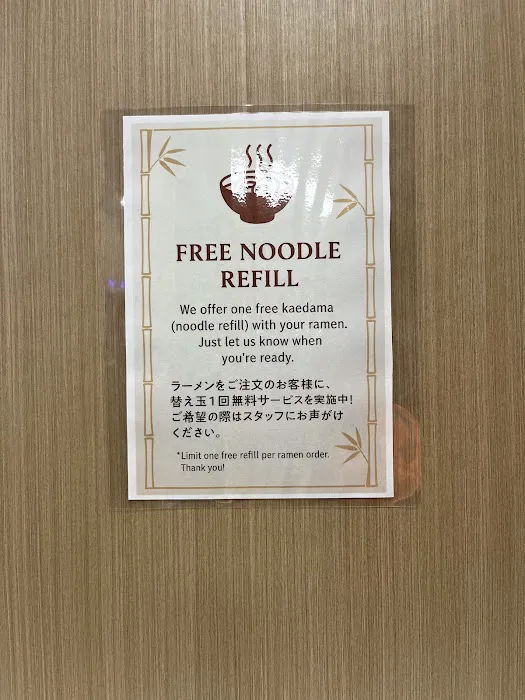 FREE NOODLE
REFILL
We offer one free kaedama
(noodle refill) with your ramen.
Just let us know when
you're ready.
ラーメンをご注文のお客様に、
替え玉1回無料サービスを実施中!
ご希望の際はスタッフにお声がけ
ください。
*Limit one free refill per ramen order.
Thank you!